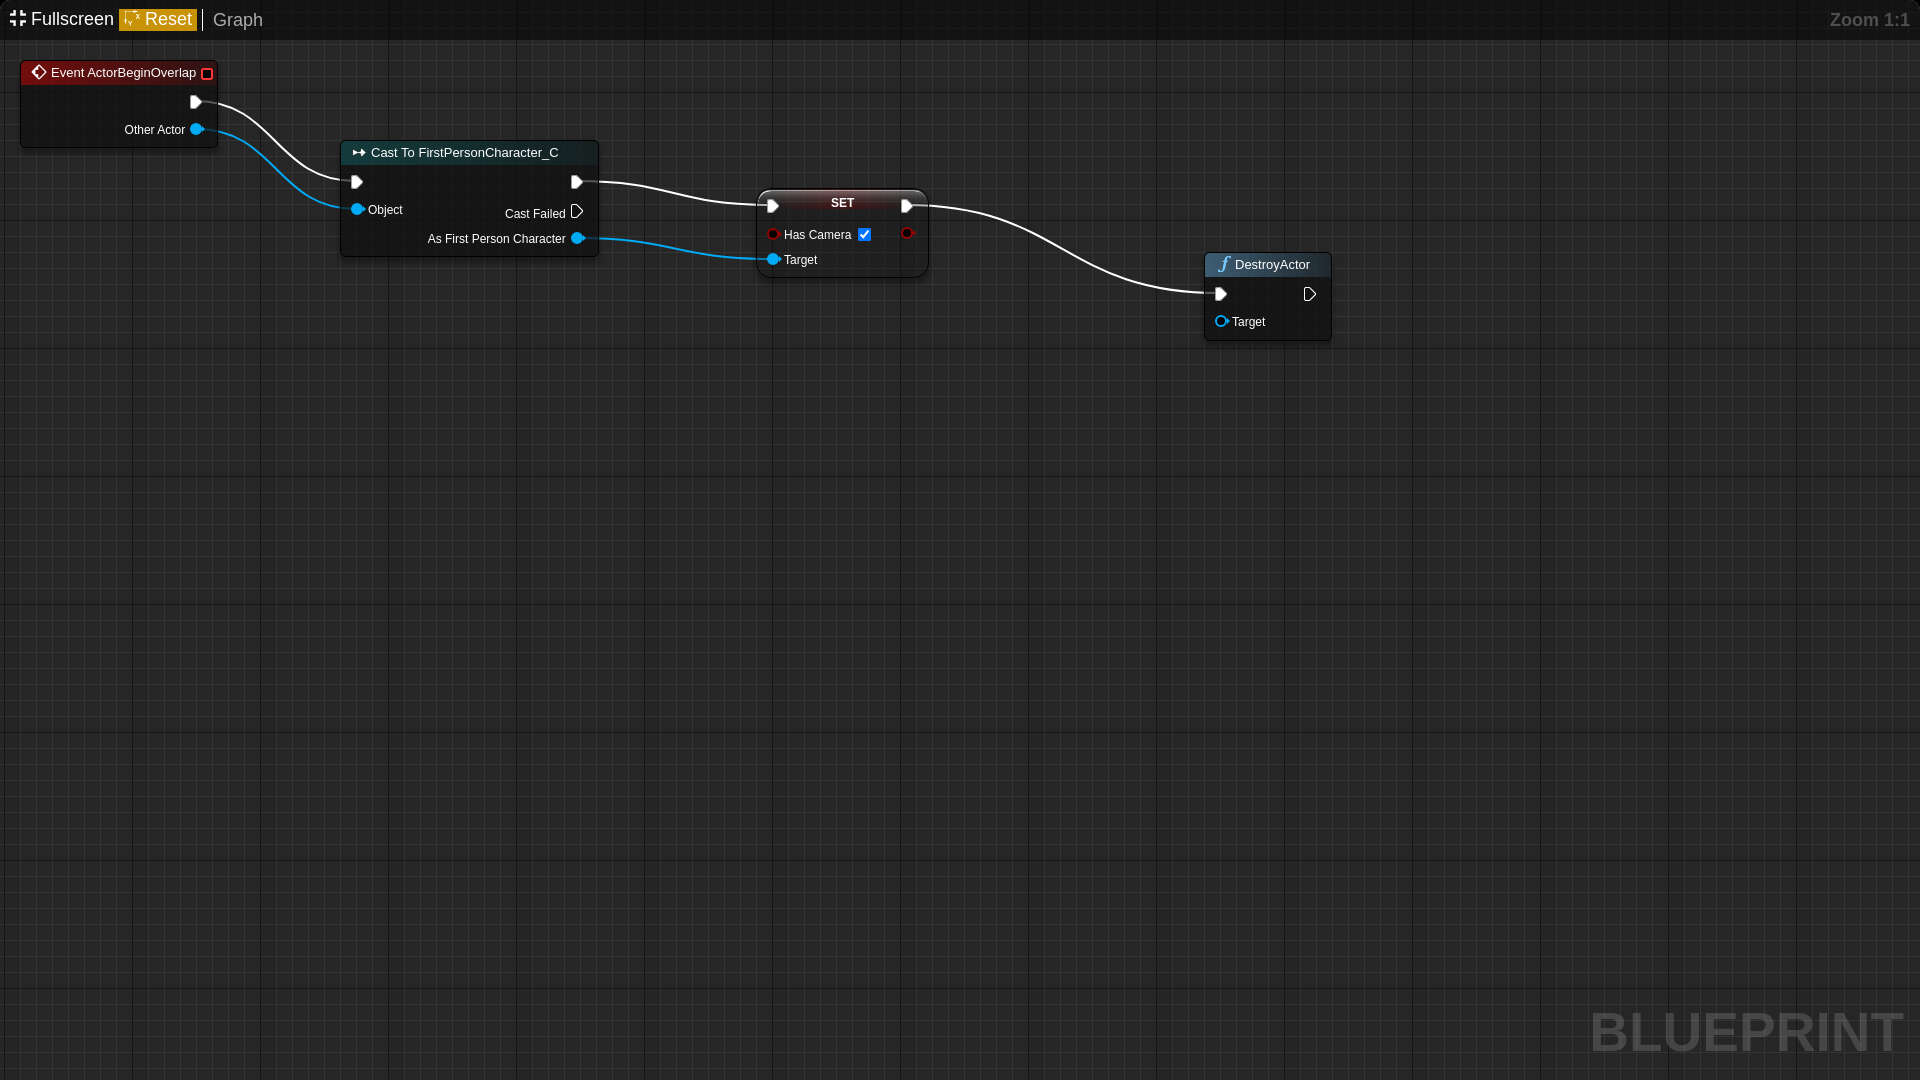 Fullscreen Reset Graph Zoom 1:1
Event ActorBeginOverlap
Other Actor
Cast To FirstPersonCharacter_C
Object
Cast Failed
As First Person Character
SET
Has Camera
Target
DestroyActor
Target
BLUEPRINT